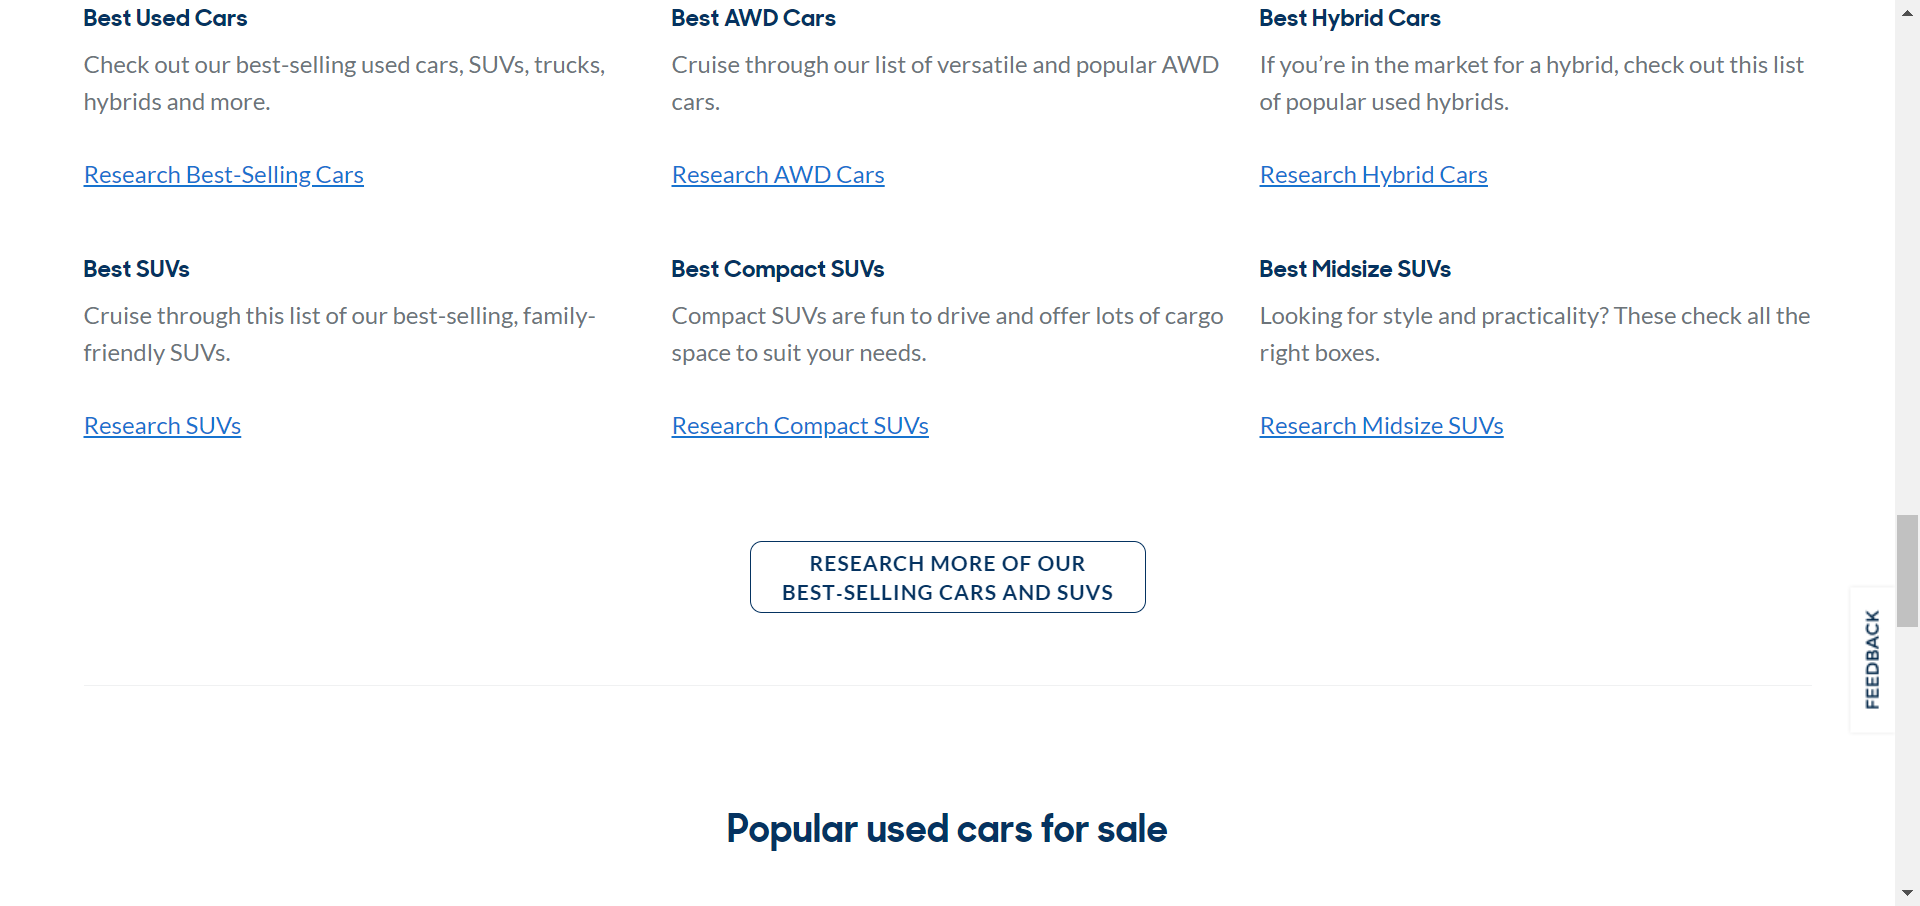 Best Used Cars
Check out our best-selling used cars, SUVs, trucks,
hybrids and more.
Research Best-Selling Cars
Best AWD Cars
Cruise through our list of versatile and popular AWD
cars.
Research AWD Cars
Best Hybrid Cars
If you’re in the market for a hybrid, check out this list
of popular used hybrids.
Research Hybrid Cars
Best SUVs
Cruise through this list of our best-selling, family-
friendly SUVs.
Research SUVs
Best Compact SUVs
Compact SUVs are fun to drive and offer lots of cargo
space to suit your needs.
Research Compact SUVs
Best Midsize SUVs
Looking for style and practicality? These check all the
right boxes.
Research Midsize SUVs
RESEARCH MORE OF OUR
BEST-SELLING CARS AND SUVS
FEEDBACK
Popular used cars for sale